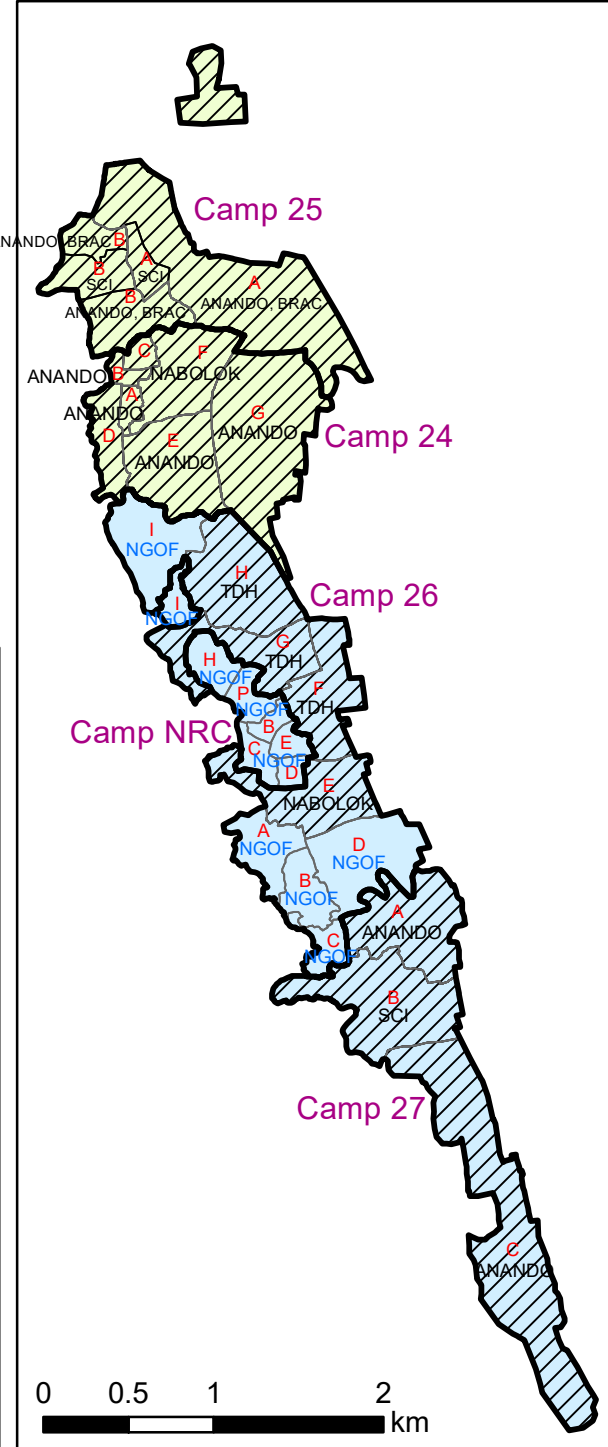 Camp 25
B
ANANDO, BRAC
B
SCI
A
SCI
A
ANANDO, BRAC
B
ANANDO, BRAC
C
F
NABOLOK
ANANDO
B
A
ANANDO
D
E
ANANDO
G
ANANDO
Camp 24
I
NGOF
H
TDH
Camp 26
I
NGOF
G
TDH
H
NGOF
F
TDH
P
NGOF
Camp NRC
B
C
E
NGOF
D
E
NABOLOK
A
NGOF
D
NGOF
B
NGOF
A
ANANDO
C
NGOF
B
SCI
Camp 27
C
ANANDO
0 0.5 1 2
km